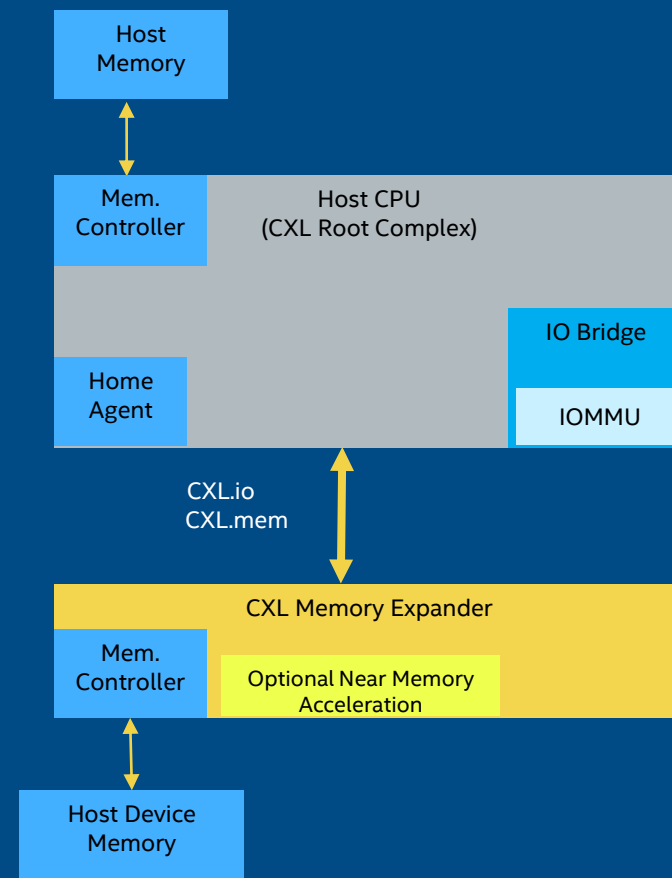 Host
Memory
Mem.
Controller
Host CPU
(CXL Root Complex)
IO Bridge
Home
Agent
IOMMU
CXL.io
CXL.mem
CXL Memory Expander
Mem.
Controller
Optional Near Memory
Acceleration
Host Device
Memory